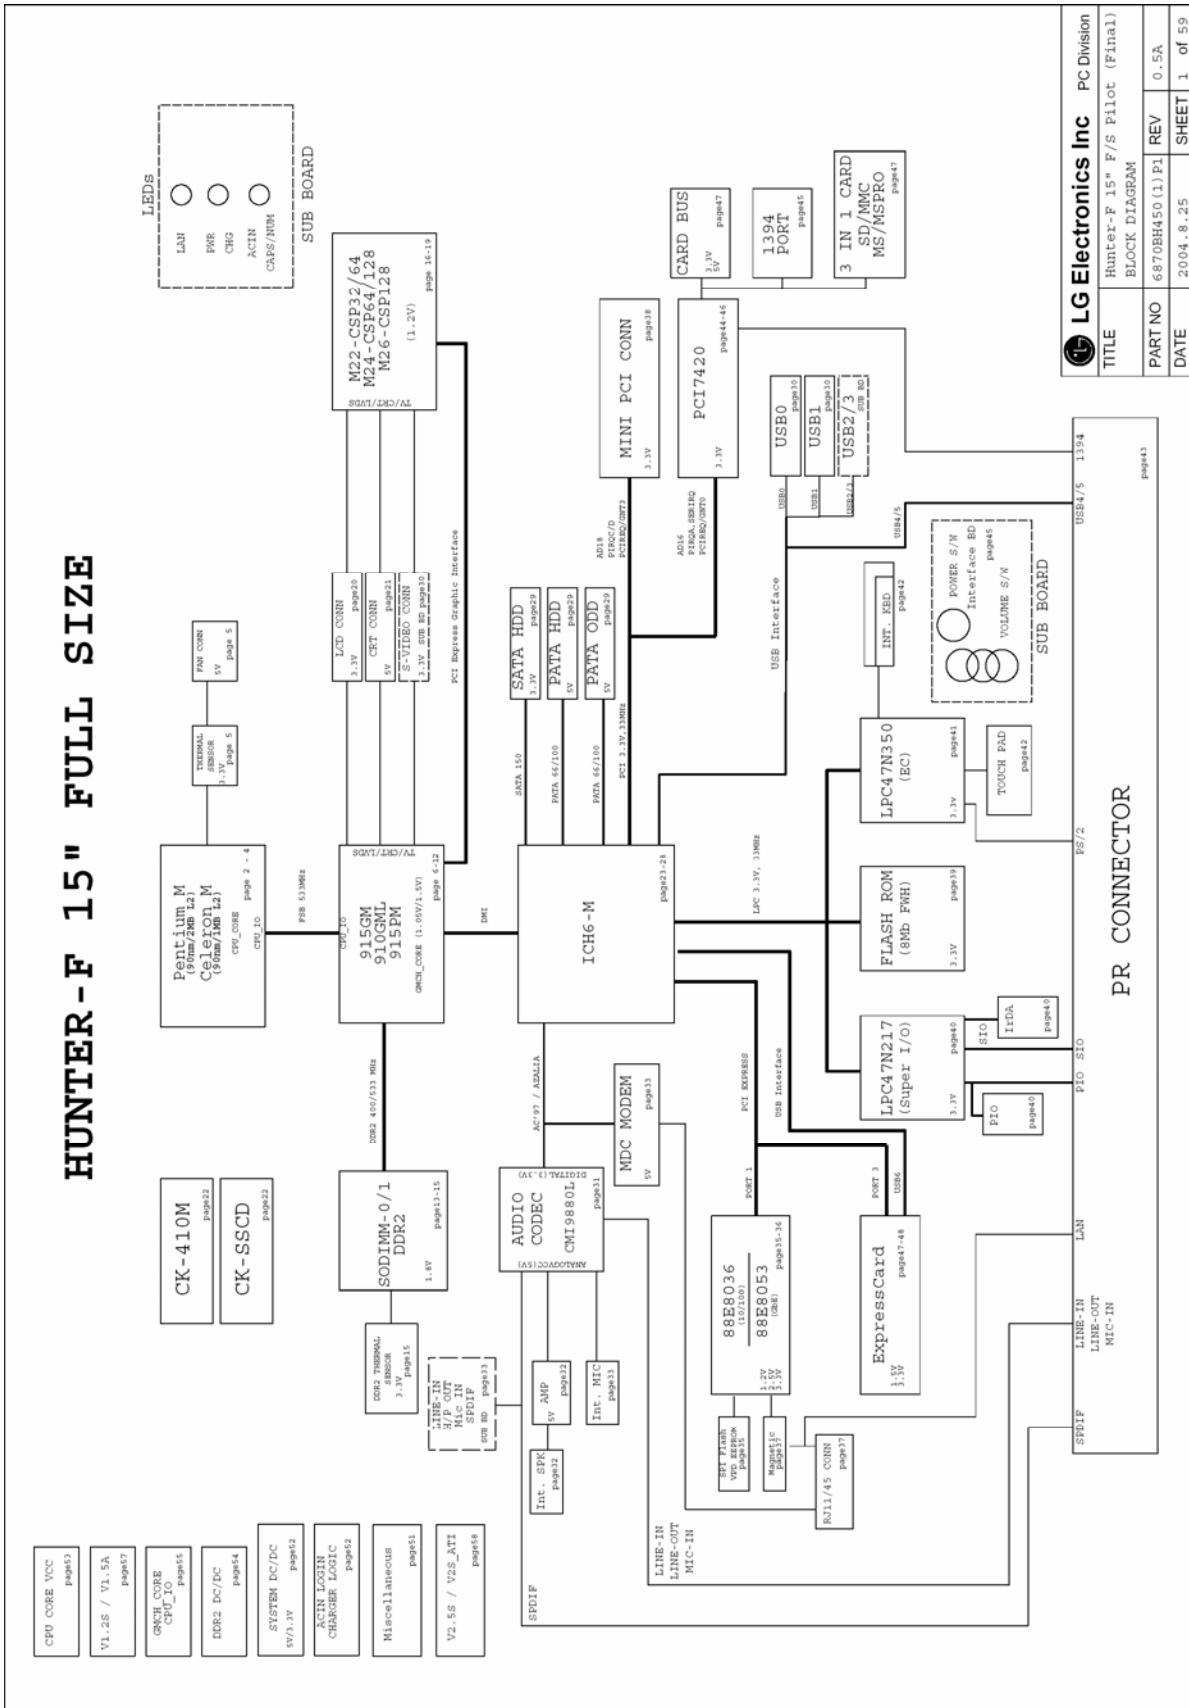 HUNTER-F 15" FULL SIZE
CPU CORE VCC
page53
V1.2S / V1.5A
page57
GMCH_CORE
CPU_IO
page55
DDR2 DC/DC
page54
SYSTEM DC/DC
5V/3.3V
page52
ACIN LOGIN
CHARGER LOGIC
page52
Miscellaneous
page51
V2.5S / V2S_ATI
page58
CK-410M
page22
CK-SSCD
page22
Pentium M
(90nm/2MB L2)
Celeron M
(90nm/1MB L2)
CPU_CORE
page 2 - 4
CPU_IO
THERMAL
SENSOR
3.3V
page 5
FAN CONN
5V
page 5
LEDs
LAN
PWR
CHG
ACIN
CAPS/NUM
SUB BOARD
FSB 533MHz
DDR2 THERMAL
SENSOR
3.3V
page15
SODIMM-0/1
DDR2
1.8V
page13-15
DDR2 400/533 MHz
CPU_IO
915GM
910GML
915PM
GMCH_CORE (1.05V/1.5V)
page 6-12
TV/CRT/LVDS
LCD CONN
3.3V
page20
CRT CONN
5V
page21
S-VIDEO CONN
3.3V
SUB BD page30
TV/CRT/LVDS
M22-CSP32/64
M24-CSP64/128
M26-CSP128
(1.2V)
page 16-19
PCI Express Graphic Interface
DMI
LINE-IN
H/P OUT
Mic IN
SPDIF
SUB BD
page33
Int. SPK
page32
AMP
5V
page32
Int. MIC
page33
ANALOGVCC(5V)
AUDIO
CODEC
CMI9880L
page31
DIGITAL(3.3V)
AC'97 / AZALIA
MDC MODEM
5V
page33
ICH6-M
page23-28
SATA 150
SATA HDD
3.3V
page29
PATA 66/100
PATA HDD
5V
page29
PATA 66/100
PATA ODD
5V
page29
PCI 3.3V,33MHz
AD18
PIRQC/D
PCIREQ/GNT3
MINI PCI CONN
3.3V
page38
AD16
PIRQA,SERIRQ
PCIREQ/GNT0
PCI7420
3.3V
page44-46
CARD BUS
3.3V
5V
page47
1394
PORT
page45
3 IN 1 CARD
SD/MMC
MS/MSPRO
page47
USB Interface
USB0
USB0
page30
USB1
USB1
page30
USB2/3
USB2/3
SUB BD
USB4/5
SPI Flash
VPD EEPROM
page35
Magnetic
page37
RJ11/45 CONN
page37
1.2V
2.5V
3.3V
88E8036
(10/100)
88E8053
(GbE)
page35-36
PORT 1
PCI EXPRESS
USB Interface
ExpressCard
1.5V
3.3V
page47-48
PORT 3
USB6
LPC 3.3V, 33MHz
LPC47N217
(Super I/O)
3.3V
page40
PIO
page40
SIO
IrDA
page40
FLASH ROM
(8Mb FWH)
3.3V
page39
LPC47N350
(EC)
3.3V
page41
INT. KBD
page42
TOUCH PAD
page42
POWER S/W
Interface BD
page45
VOLUME S/W
SUB BOARD
SPDIF
LINE-IN
LINE-OUT
MIC-IN
SPDIF
LINE-IN
LINE-OUT
MIC-IN
LAN
PIO
SIO
PS/2
USB4/5
1394
PR CONNECTOR
page43
LG Electronics Inc PC Division
TITLE
Hunter-F 15" F/S Pilot (Final)
BLOCK DIAGRAM
PART NO
6870BH450(1)P1
REV
0.5A
DATE
2004.8.25
SHEET
1 of 59